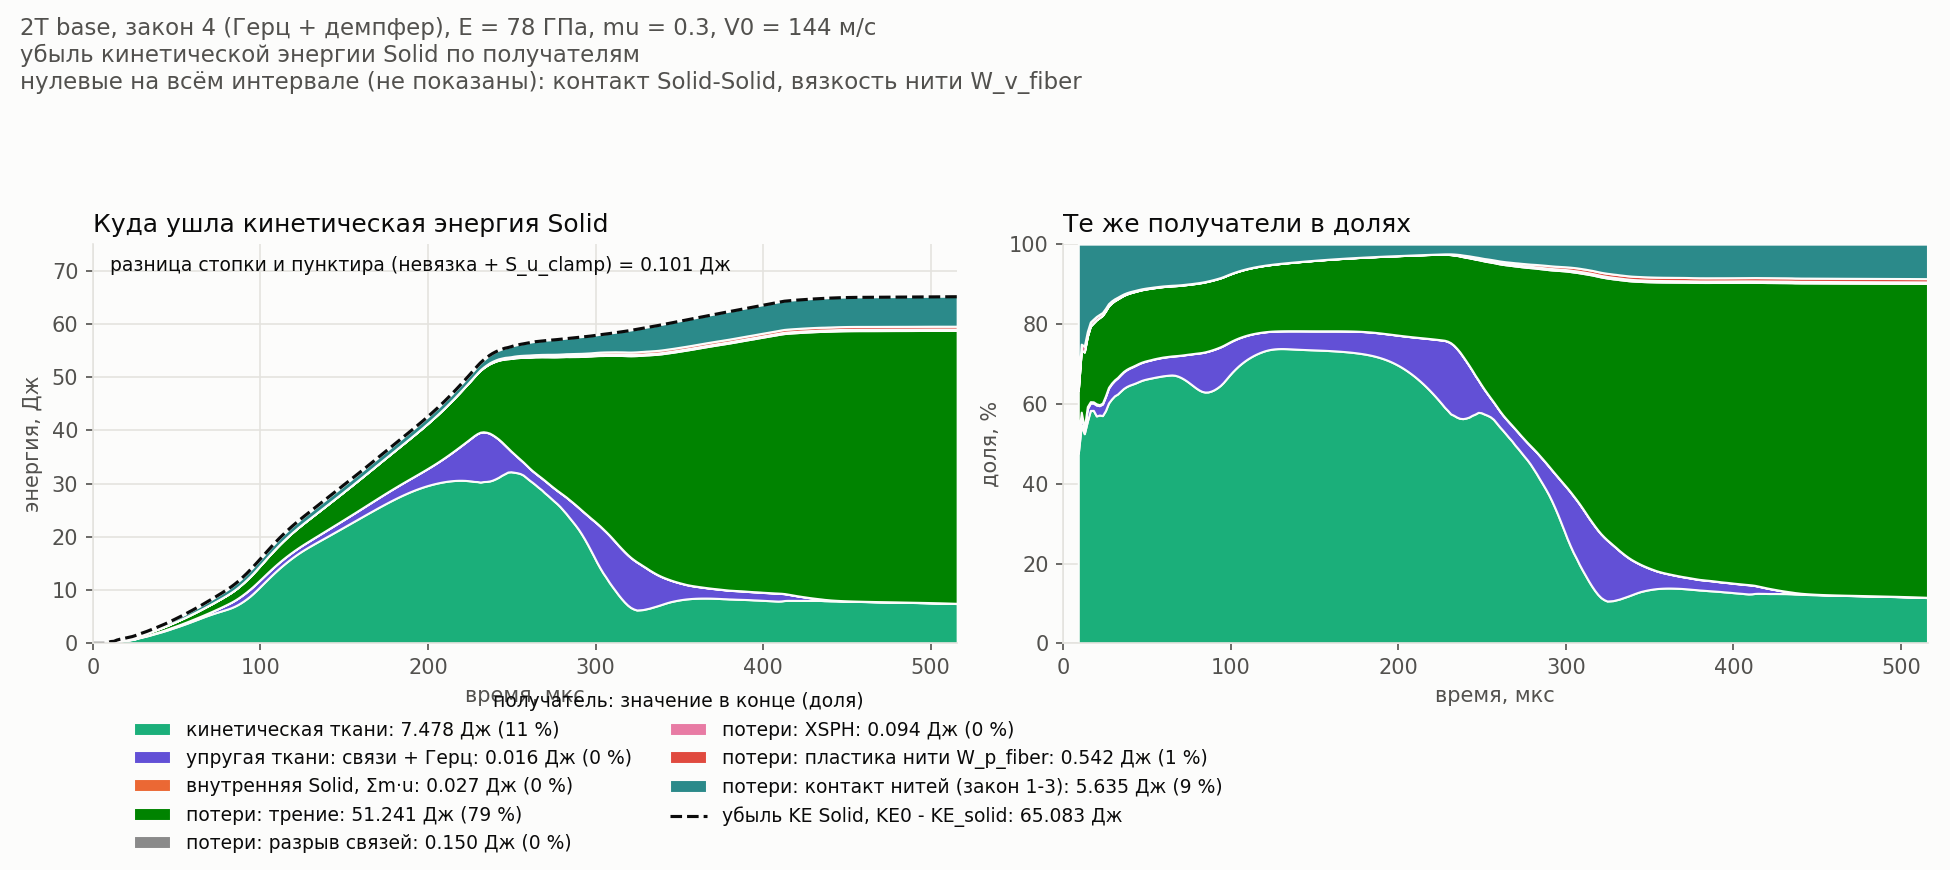 2T base, закон 4 (Герц + демпфер), E = 78 ГПа, mu = 0.3, V0 = 144 м/с
убыль кинетической энергии Solid по получателям
нулевые на всём интервале (не показаны): контакт Solid-Solid, вязкость нити W_v_fiber
Куда ушла кинетическая энергия Solid
разница стопки и пунктира (невязка + S_u_clamp) = 0.101 Дж
энергия, Дж
70
60
50
40
30
20
10
0
0 100 200 300 400 500
время, мкс
Те же получатели в долях
доля, %
100
80
60
40
20
0
0 100 200 300 400 500
время, мкс
получатель: значение в конце (доля)
кинетическая ткани: 7.478 Дж (11 %)
упругая ткани: связи + Герц: 0.016 Дж (0 %)
внутренняя Solid, Σm·u: 0.027 Дж (0 %)
потери: трение: 51.241 Дж (79 %)
потери: разрыв связей: 0.150 Дж (0 %)
потери: XSPH: 0.094 Дж (0 %)
потери: пластика нити W_p_fiber: 0.542 Дж (1 %)
потери: контакт нитей (закон 1-3): 5.635 Дж (9 %)
убыль KE Solid, KE0 - KE_solid: 65.083 Дж